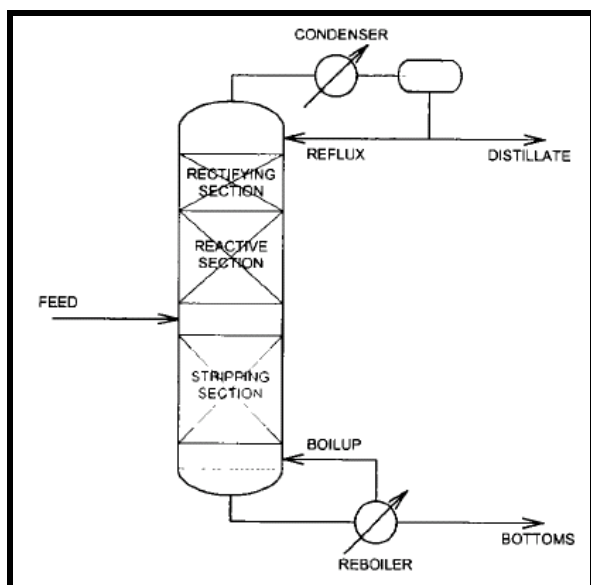 CONDENSER
REFLUX
DISTILLATE
RECTIFYING
SECTION
REACTIVE
SECTION
FEED
STRIPPING
SECTION
BOILUP
BOTTOMS
REBOILER